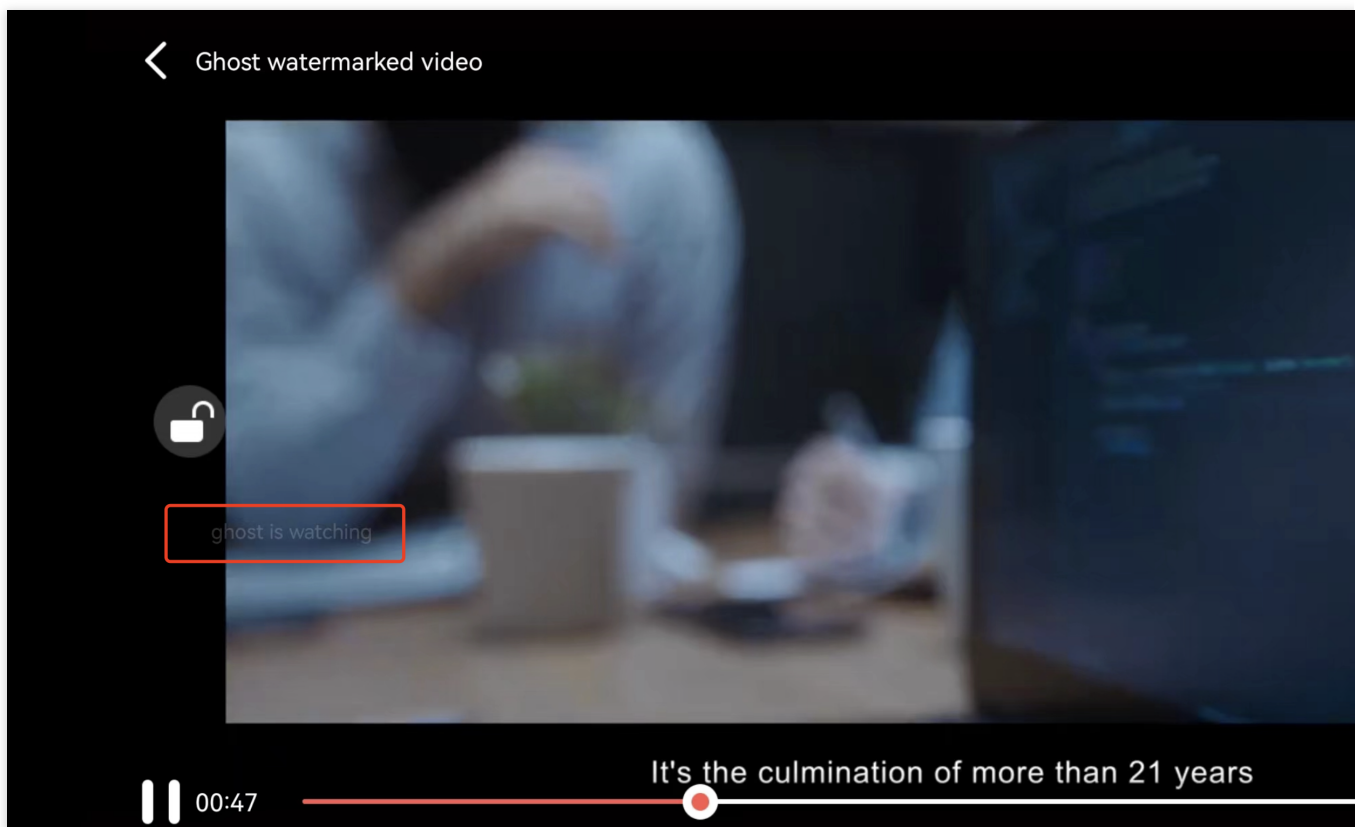 Ghost watermarked video
ghost is watching
It's the culmination of more than 21 years
00:47